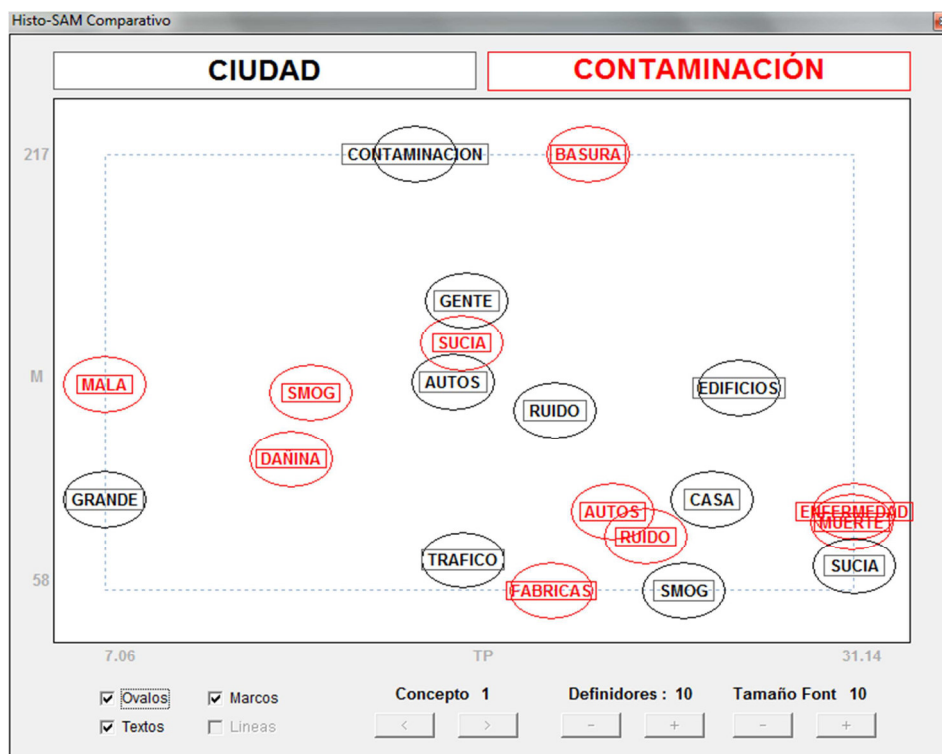 Histo-SAM Comparativo
CIUDAD
CONTAMINACIÓN
217
CONTAMINACION
BASURA
GENTE
SUCIA
M
MALA
SMOG
AUTOS
RUIDO
EDIFICIOS
DAÑINA
GRANDE
AUTOS
CASA
ENFERMEDAD
MUERTE
RUIDO
TRAFICO
SUCIA
58
FABRICAS
SMOG
7.06
TP
31.14
Ovalos
Marcos
Concepto 1
Definidores : 10
Tamaño Font 10
Textos
Lineas
< > - + - +